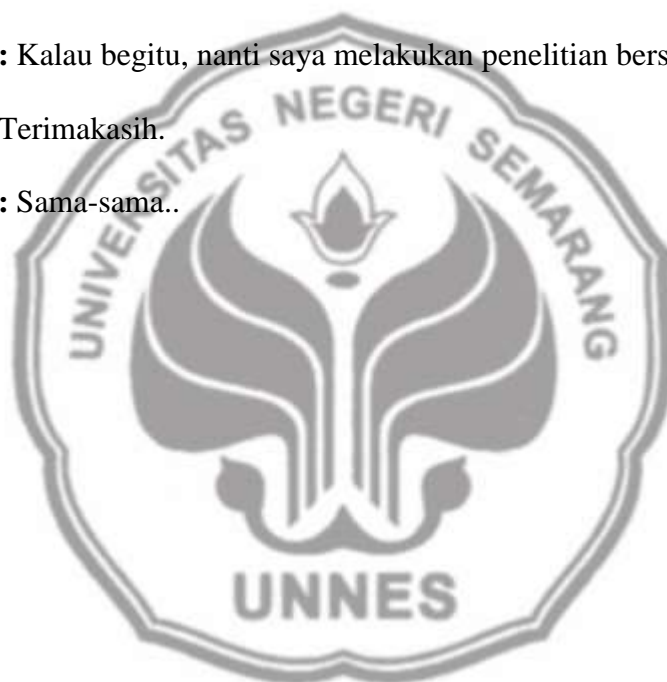 : Kalau begitu, nanti saya melakukan penelitian bers
Terimakasih.
: Sama-sama..
UNIVERSITAS NEGERI SEMARANG
UNNES